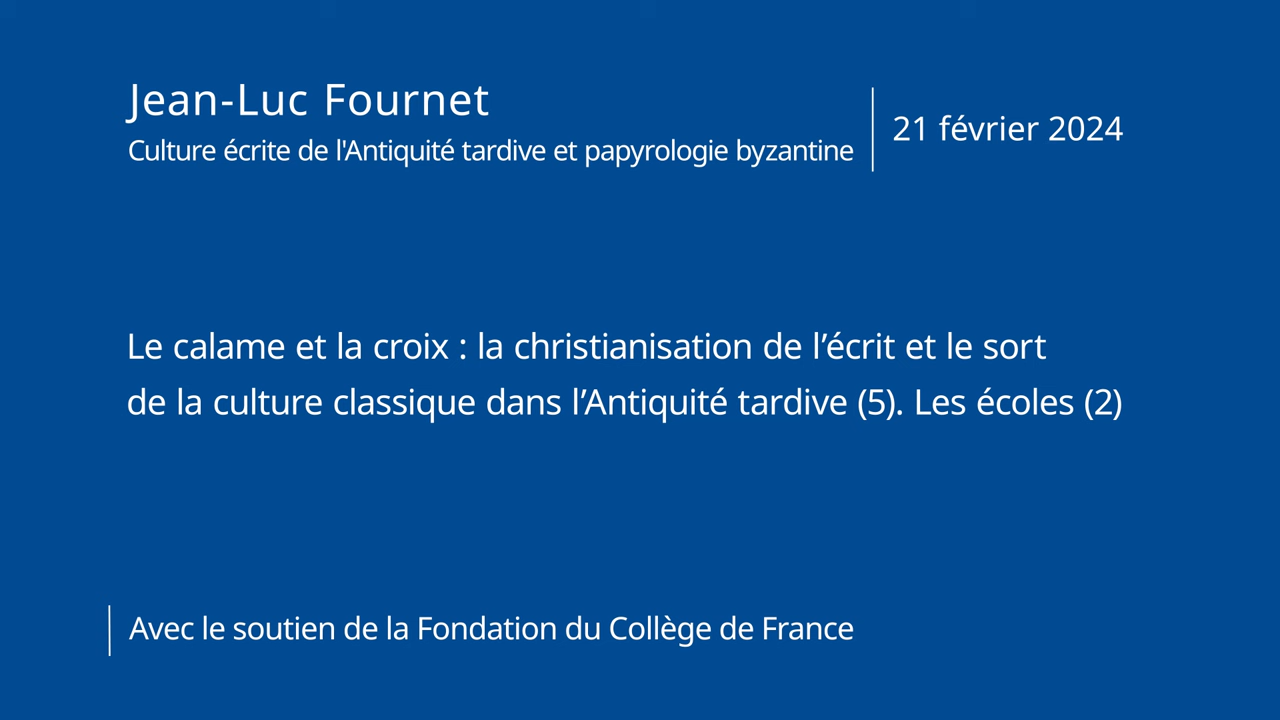 Jean-Luc Fournet
Culture écrite de l'Antiquité tardive et papyrologie byzantine
21 février 2024
Le calame et la croix : la christianisation de l’écrit et le sort
de la culture classique dans l’Antiquité tardive (5). Les écoles (2)
Avec le soutien de la Fondation du Collège de France